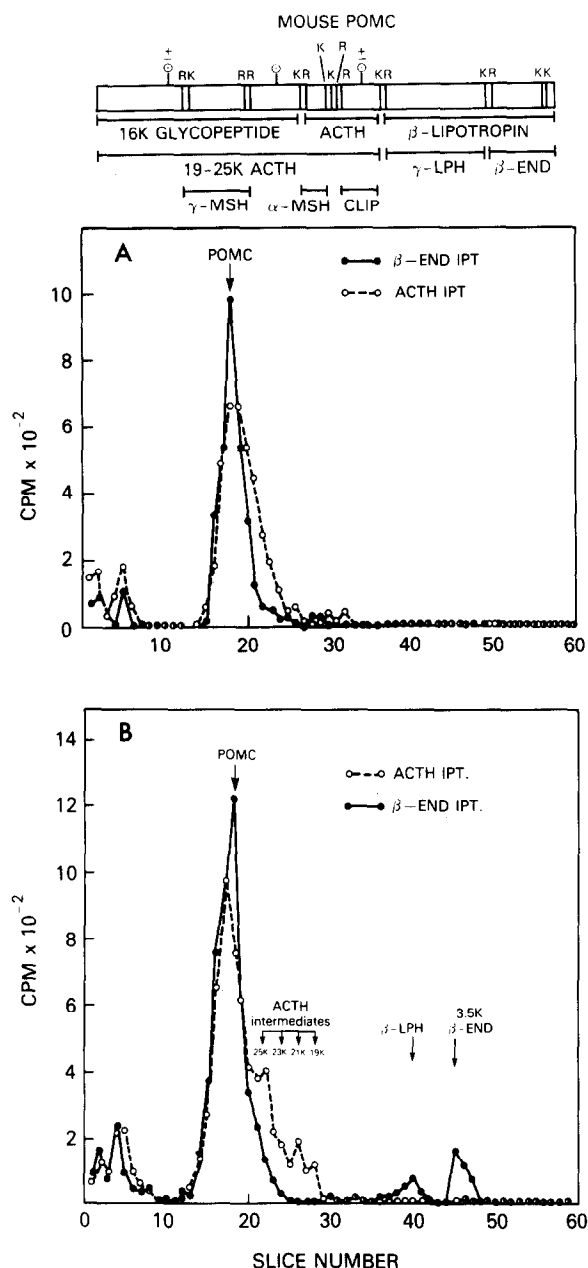 MOUSE POMC
K R
± ±
RK RR KR K R KR KR KK
16K GLYCOPEPTIDE ACTH β-LIPOTROPIN
19-25K ACTH γ-LPH β-END
γ-MSH α-MSH CLIP
A
POMC
β-END IPT
ACTH IPT
10
8
6
4
2
0
CPM x 10⁻²
10 20 30 40 50 60
B
POMC
ACTH IPT.
β-END IPT.
14
12
10
8
6
4
2
CPM x 10⁻²
ACTH
intermediates
25K 23K 21K 19K
β-LPH
3.5K
β-END
0 10 20 30 40 50 60
SLICE NUMBER